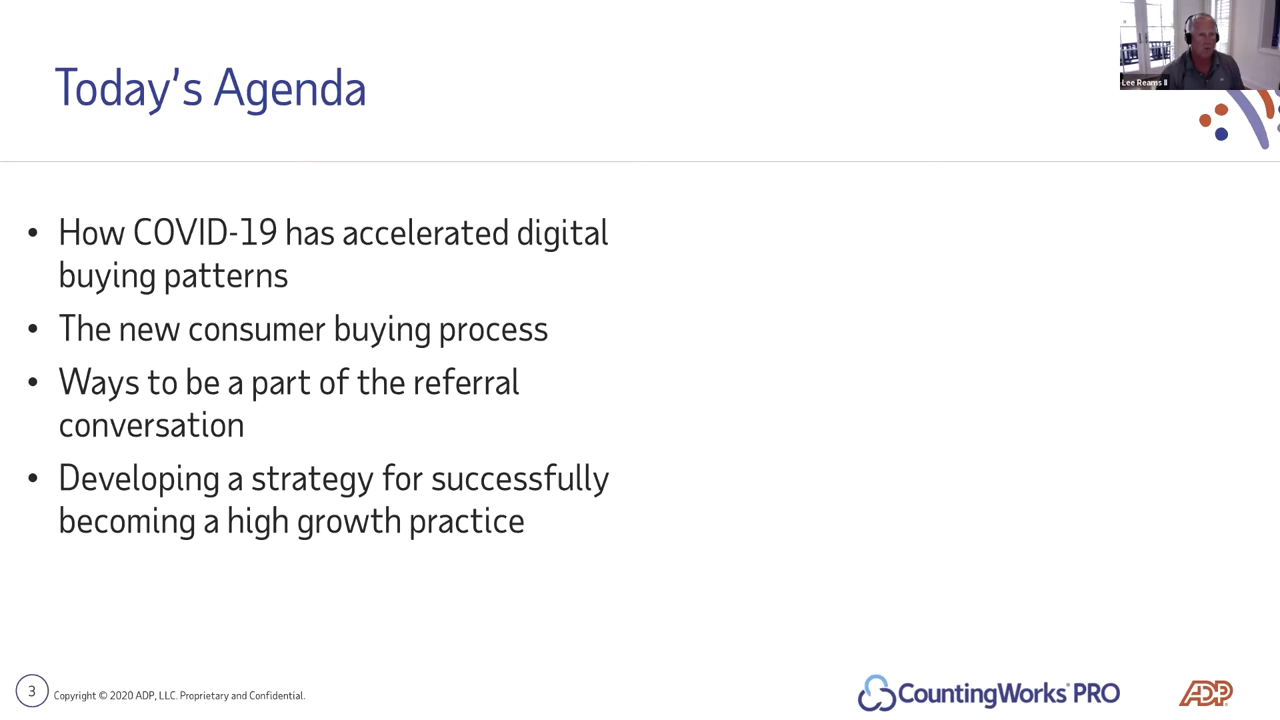 Today's Agenda
Lee Reams II
• How COVID-19 has accelerated digital
buying patterns
• The new consumer buying process
• Ways to be a part of the referral
conversation
• Developing a strategy for successfully
becoming a high growth practice
3
Copyright © 2020 ADP, LLC. Proprietary and Confidential.
CountingWorks® PRO
ADP